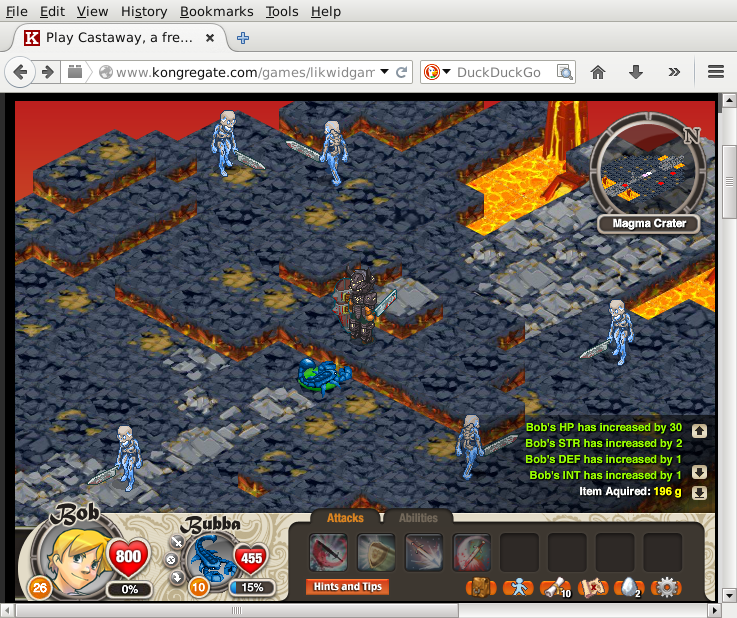 File Edit View History Bookmarks Tools Help
K Play Castaway, a fre...
www.kongregate.com/games/likwidgam
DuckDuckGo
N
Magma Crater
Bob's HP has increased by 30
Bob's STR has increased by 2
Bob's DEF has increased by 1
Bob's INT has increased by 1
Item Aquired: 196 g
Bob
800
26
0%
Bubba
455
10
15%
Attacks Abilities
Hints and Tips
10
2